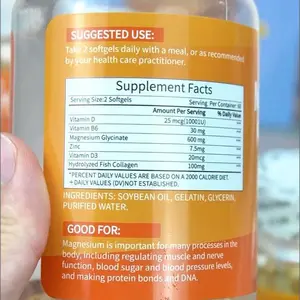 SUGGESTED USE:
Take 2 softgels daily with a meal, or as recommended
by your health care practitioner.
Supplement Facts
Serving Size:2 Softgels Serving Per Container:
Amount Per Serving % Daily Value
Vitamin D 25 mcg(1000IU)
Vitamin B6 30 mg
Magnesium Glycinate 600 mg
Zinc 7.5mg
Vitamin D3 20mcg
Hydrolyzed Fish Collagen 100mg
*PERCENT DAILY VALUES ARE BASED ON A 2000 CALORIE DIET.
+DAILY VALUES (DV)NOT ESTABLISHED.
INGREDIENTS: SOYBEAN OIL, GELATIN, GLYCERIN,
PURIFIED WATER.
GOOD FOR:
Magnesium is important for many processes in the
body, including regulating muscle and nerve
function, blood sugar and blood pressure levels,
and making protein bonds and DNA.